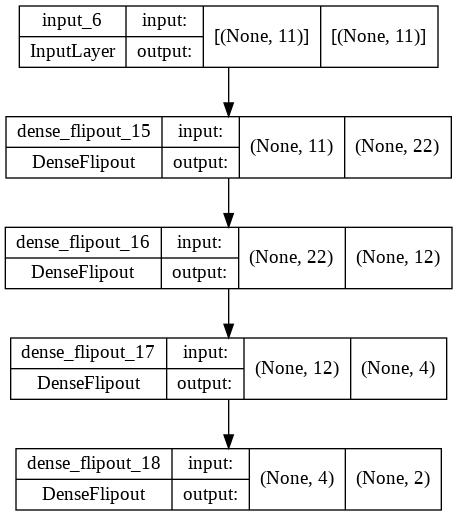 input_6 input: [(None, 11)] [(None, 11)]
InputLayer output:
dense_flipout_15 input: (None, 11) (None, 22)
DenseFlipout output:
dense_flipout_16 input: (None, 22) (None, 12)
DenseFlipout output:
dense_flipout_17 input: (None, 12) (None, 4)
DenseFlipout output:
dense_flipout_18 input: (None, 4) (None, 2)
DenseFlipout output: